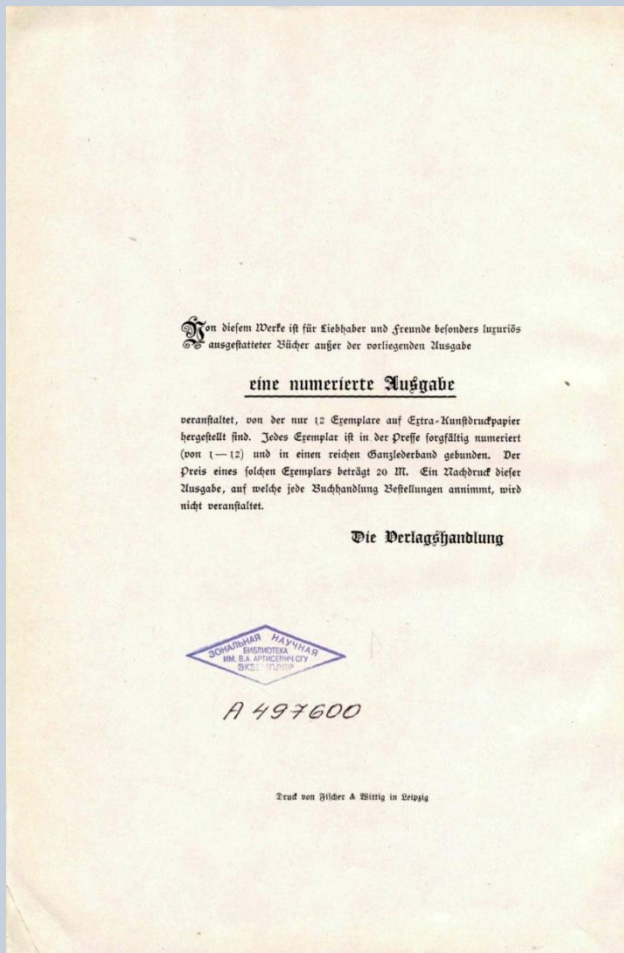 Von diesem Werke ist für Liebhaber und Freunde besonders luxuriös
ausgestatteter Bücher außer der vorliegenden Ausgabe
eine numerierte Ausgabe
veranstaltet, von der nur 12 Exemplare auf Extra-Kunstdruckpapier
hergestellt sind. Jedes Exemplar ist in der Presse sorgfältig numeriert
(von 1—12) und in einen reichen Ganzlederband gebunden. Der
Preis eines solchen Exemplars beträgt 20 M. Ein Nachdruck dieser
Ausgabe, auf welche jede Buchhandlung Bestellungen annimmt, wird
nicht veranstaltet.
Die Verlagshandlung
ЗОНАЛЬНАЯ НАУЧНАЯ
БИБЛИОТЕКА
ИМ. В.А. АРТИСЕВИЧ СГУ
A 497600
Druck von Fischer & Wittig in Leipzig